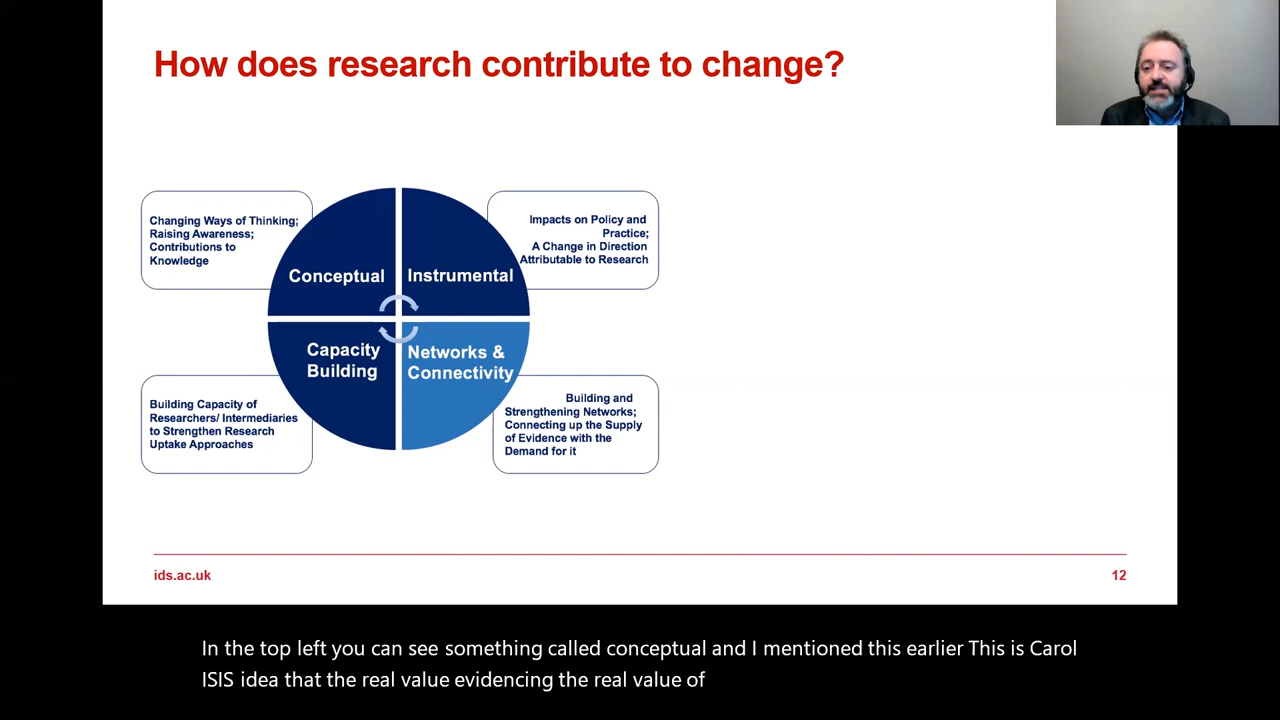 How does research contribute to change?
Changing Ways of Thinking;
Raising Awareness;
Contributions to
Knowledge
Impacts on Policy and
Practice;
A Change in Direction
Attributable to Research
Conceptual
Instrumental
Capacity
Building
Networks &
Connectivity
Building Capacity of
Researchers/ Intermediaries
to Strengthen Research
Uptake Approaches
Building and
Strengthening Networks;
Connecting up the Supply
of Evidence with the
Demand for it
ids.ac.uk
12
In the top left you can see something called conceptual and I mentioned this earlier This is Carol
ISIS idea that the real value evidencing the real value of